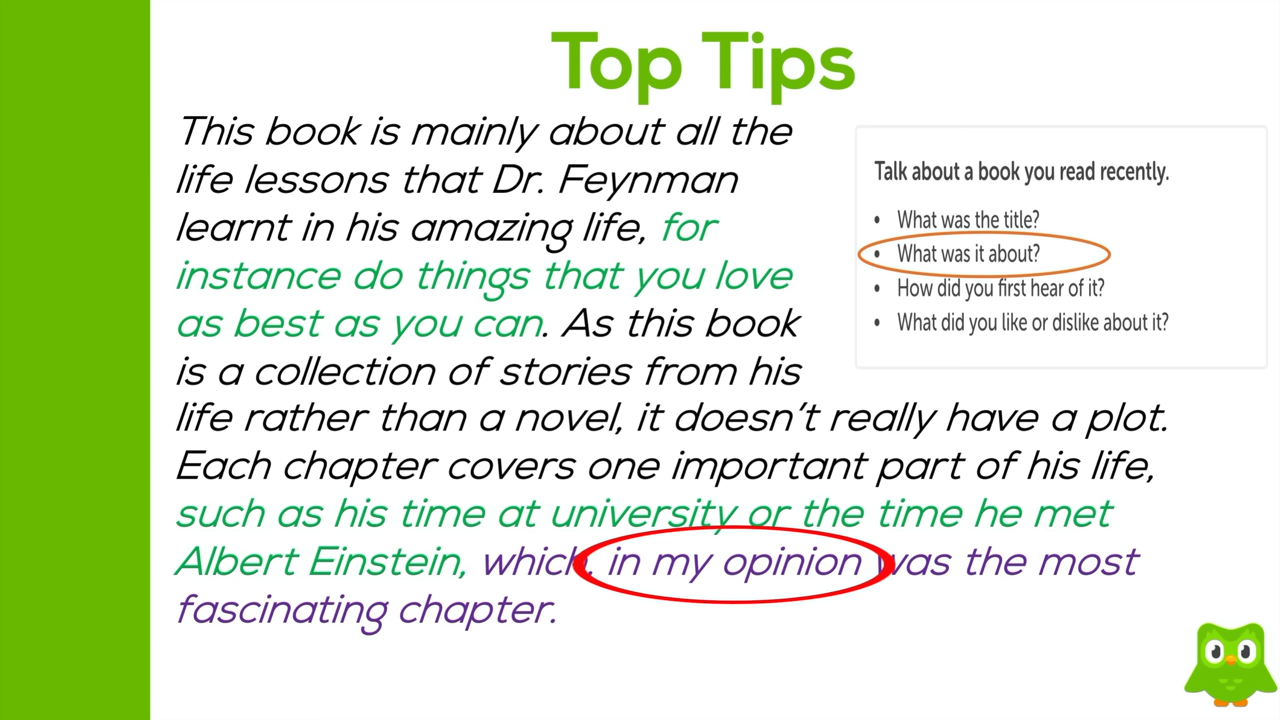 Top Tips
This book is mainly about all the
life lessons that Dr. Feynman
learnt in his amazing life, for
instance do things that you love
as best as you can. As this book
is a collection of stories from his
life rather than a novel, it doesn't really have a plot.
Each chapter covers one important part of his life,
such as his time at university or the time he met
Albert Einstein, which, in my opinion was the most
fascinating chapter.
Talk about a book you read recently.
• What was the title?
• What was it about?
• How did you first hear of it?
• What did you like or dislike about it?